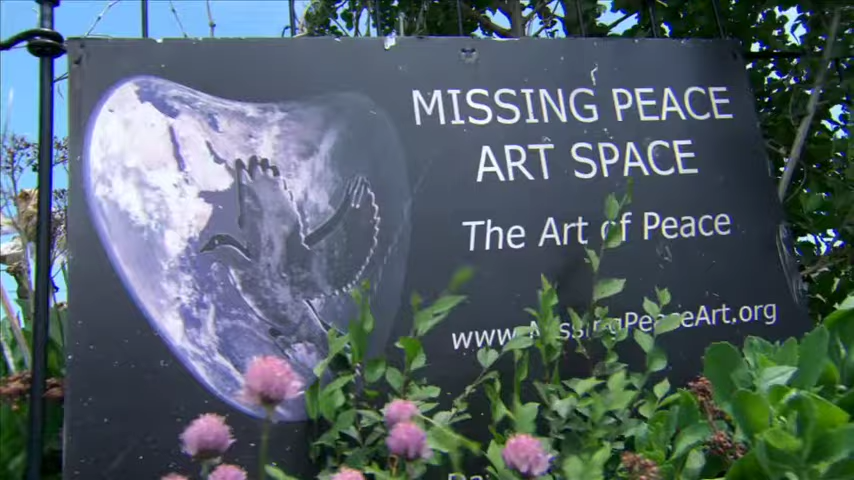 MISSING PEACE
ART SPACE
The Art of Peace
www.MissingPeaceArt.org